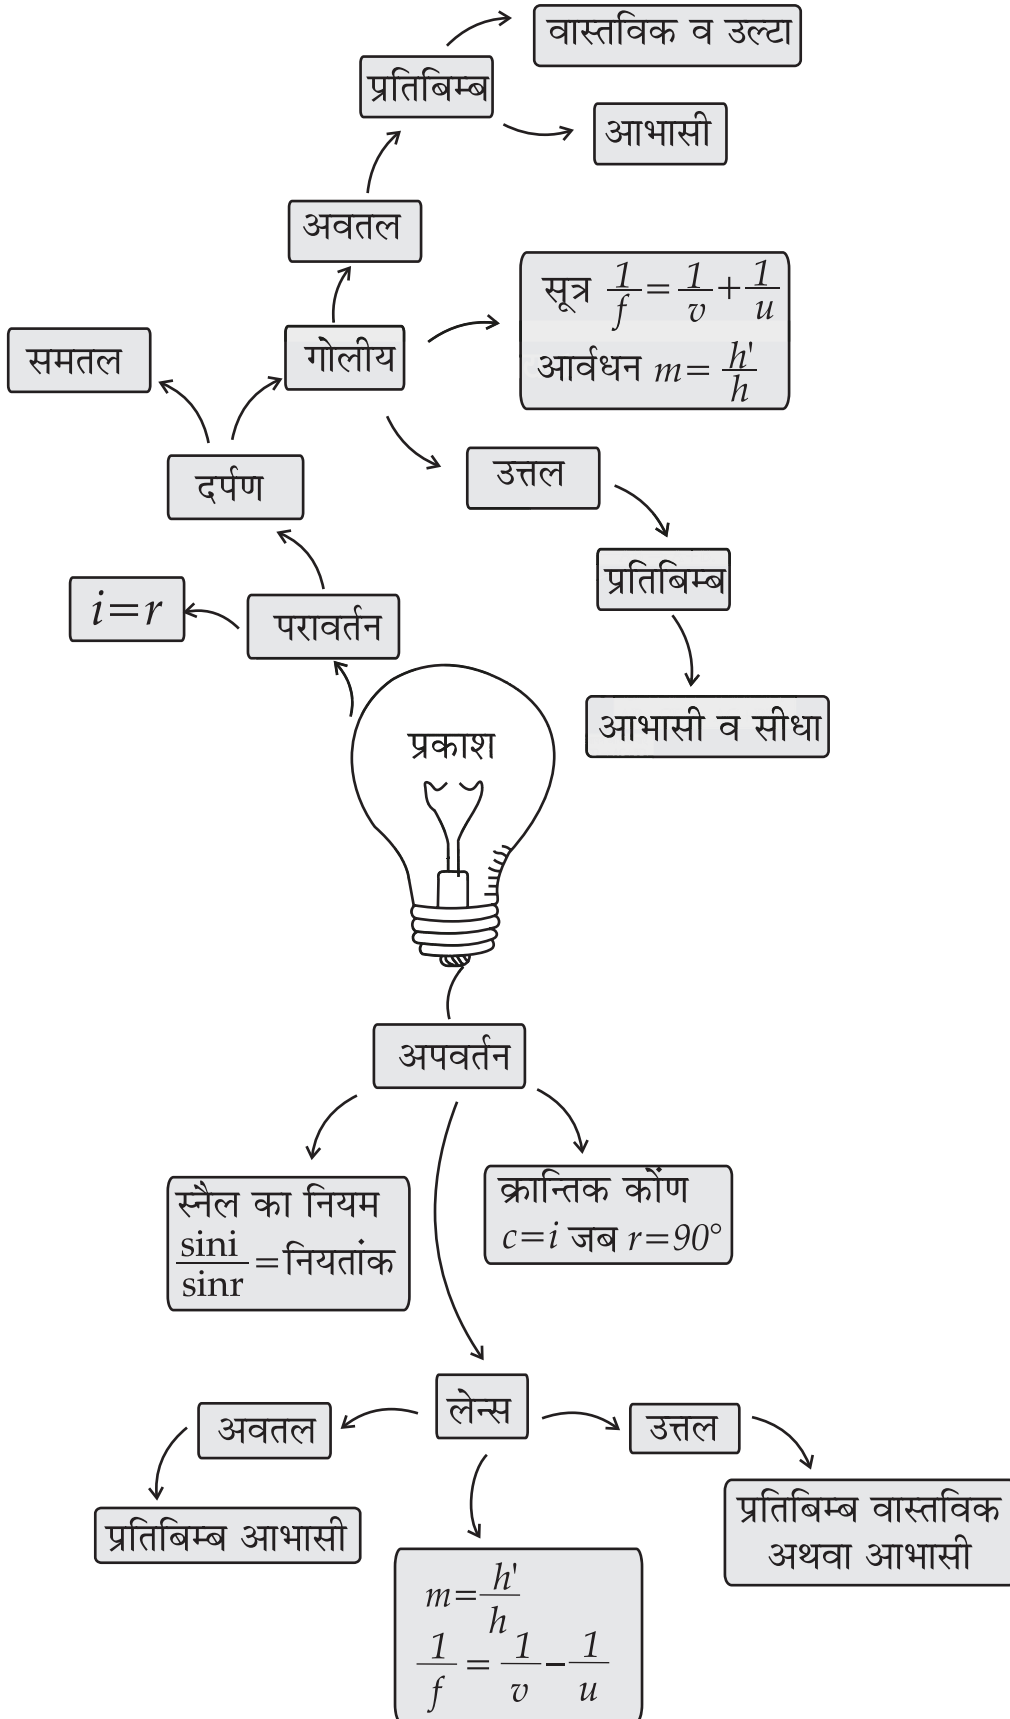 वास्तविक व उल्टा
प्रतिबिम्ब
आभासी
अवतल
सूत्र 1/f = 1/v + 1/u
आर्वधन m = h'/h
गोलीय
समतल
उत्तल
दर्पण
प्रतिबिम्ब
i=r
परावर्तन
आभासी व सीधा
प्रकाश
अपवर्तन
स्नैल का नियम
sini/sinr = नियतांक
क्रान्तिक कोंण
c=i जब r=90°
लेन्स
अवतल
उत्तल
प्रतिबिम्ब आभासी
प्रतिबिम्ब वास्तविक
अथवा आभासी
m = h'/h
1/f = 1/v − 1/u